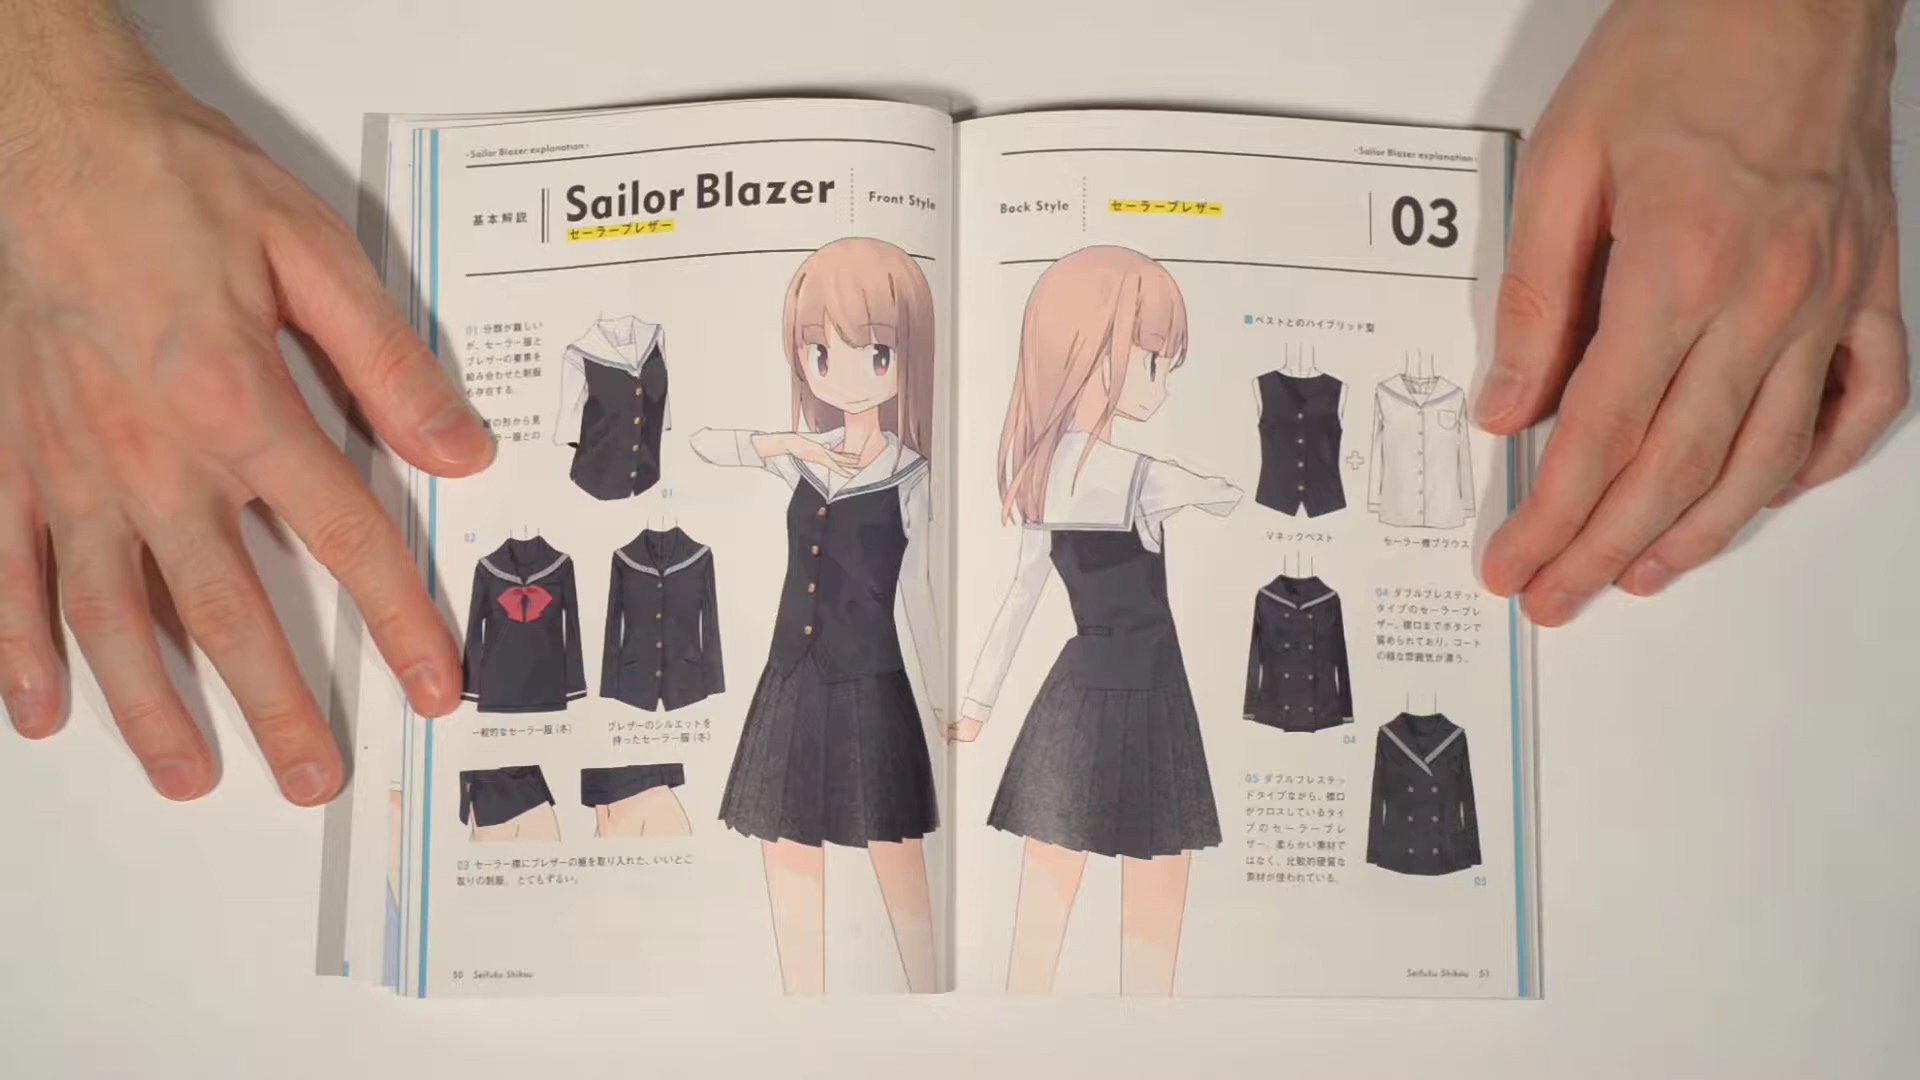 -Sailor Blazer explanation-
基本解説
Sailor Blazer
セーラーブレザー
Front Style
01 分類が難しい
が、セーラー服と
ブレザーの要素を
組み合わせた制服
も存在する。
の形から見
ラー服との
01
02
一般的なセーラー服(冬)
ブレザーのシルエットを
持ったセーラー服(冬)
03 セーラー襟にブレザーの裾を取り入れた、いいとこ
取りの制服。とてもずるい。
50 Seifuku Shikou
-Sailor Blazer explanation-
Back Style
セーラーブレザー
03
ベストとのハイブリット型
Vネックベスト
セーラー襟ブラウス
04 ダブルブレステッド
タイプのセーラーブレ
ザー。襟口までボタンで
留められており、コート
の様な雰囲気が漂う。
04
05 ダブルブレステッ
ドタイプながら、襟口
がクロスしているタイ
プのセーラーブレ
ザー。柔らかい素材で
はなく、比較的硬質な
素材が使われている。
05
Seifuku Shikou 51